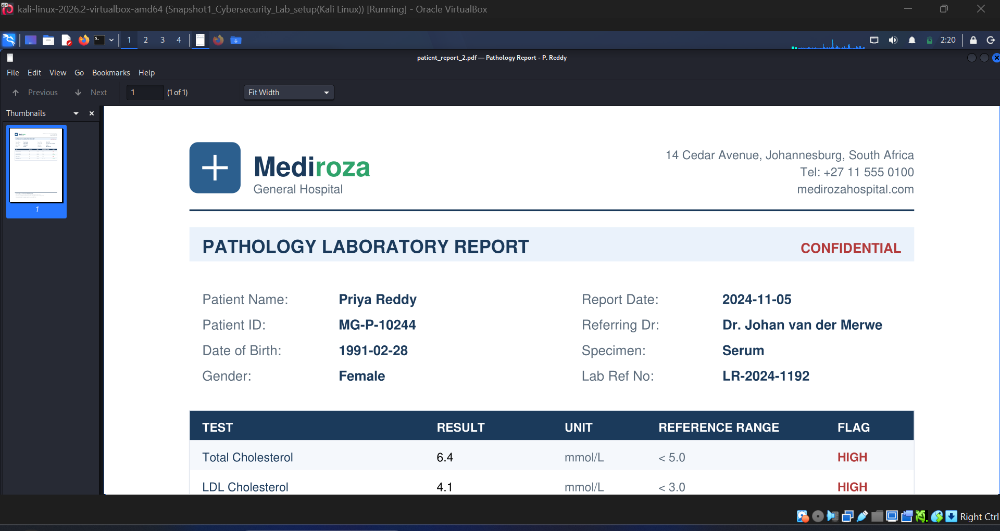 kali-linux-2026.2-virtualbox-amd64 (Snapshot1_Cybersecurity_Lab_setup(Kali Linux)) [Running] - Oracle VirtualBox
1 2 3 4 2:20
patient_report_2.pdf — Pathology Report - P. Reddy
File Edit View Go Bookmarks Help
Previous Next 1 (1 of 1) Fit Width
Thumbnails
1
Mediroza
General Hospital
14 Cedar Avenue, Johannesburg, South Africa
Tel: +27 11 555 0100
medirozahospital.com
PATHOLOGY LABORATORY REPORT CONFIDENTIAL
Patient Name: Priya Reddy Report Date: 2024-11-05
Patient ID: MG-P-10244 Referring Dr: Dr. Johan van der Merwe
Date of Birth: 1991-02-28 Specimen: Serum
Gender: Female Lab Ref No: LR-2024-1192
TEST RESULT UNIT REFERENCE RANGE FLAG
Total Cholesterol 6.4 mmol/L < 5.0 HIGH
LDL Cholesterol 4.1 mmol/L < 3.0 HIGH
Right Ctrl